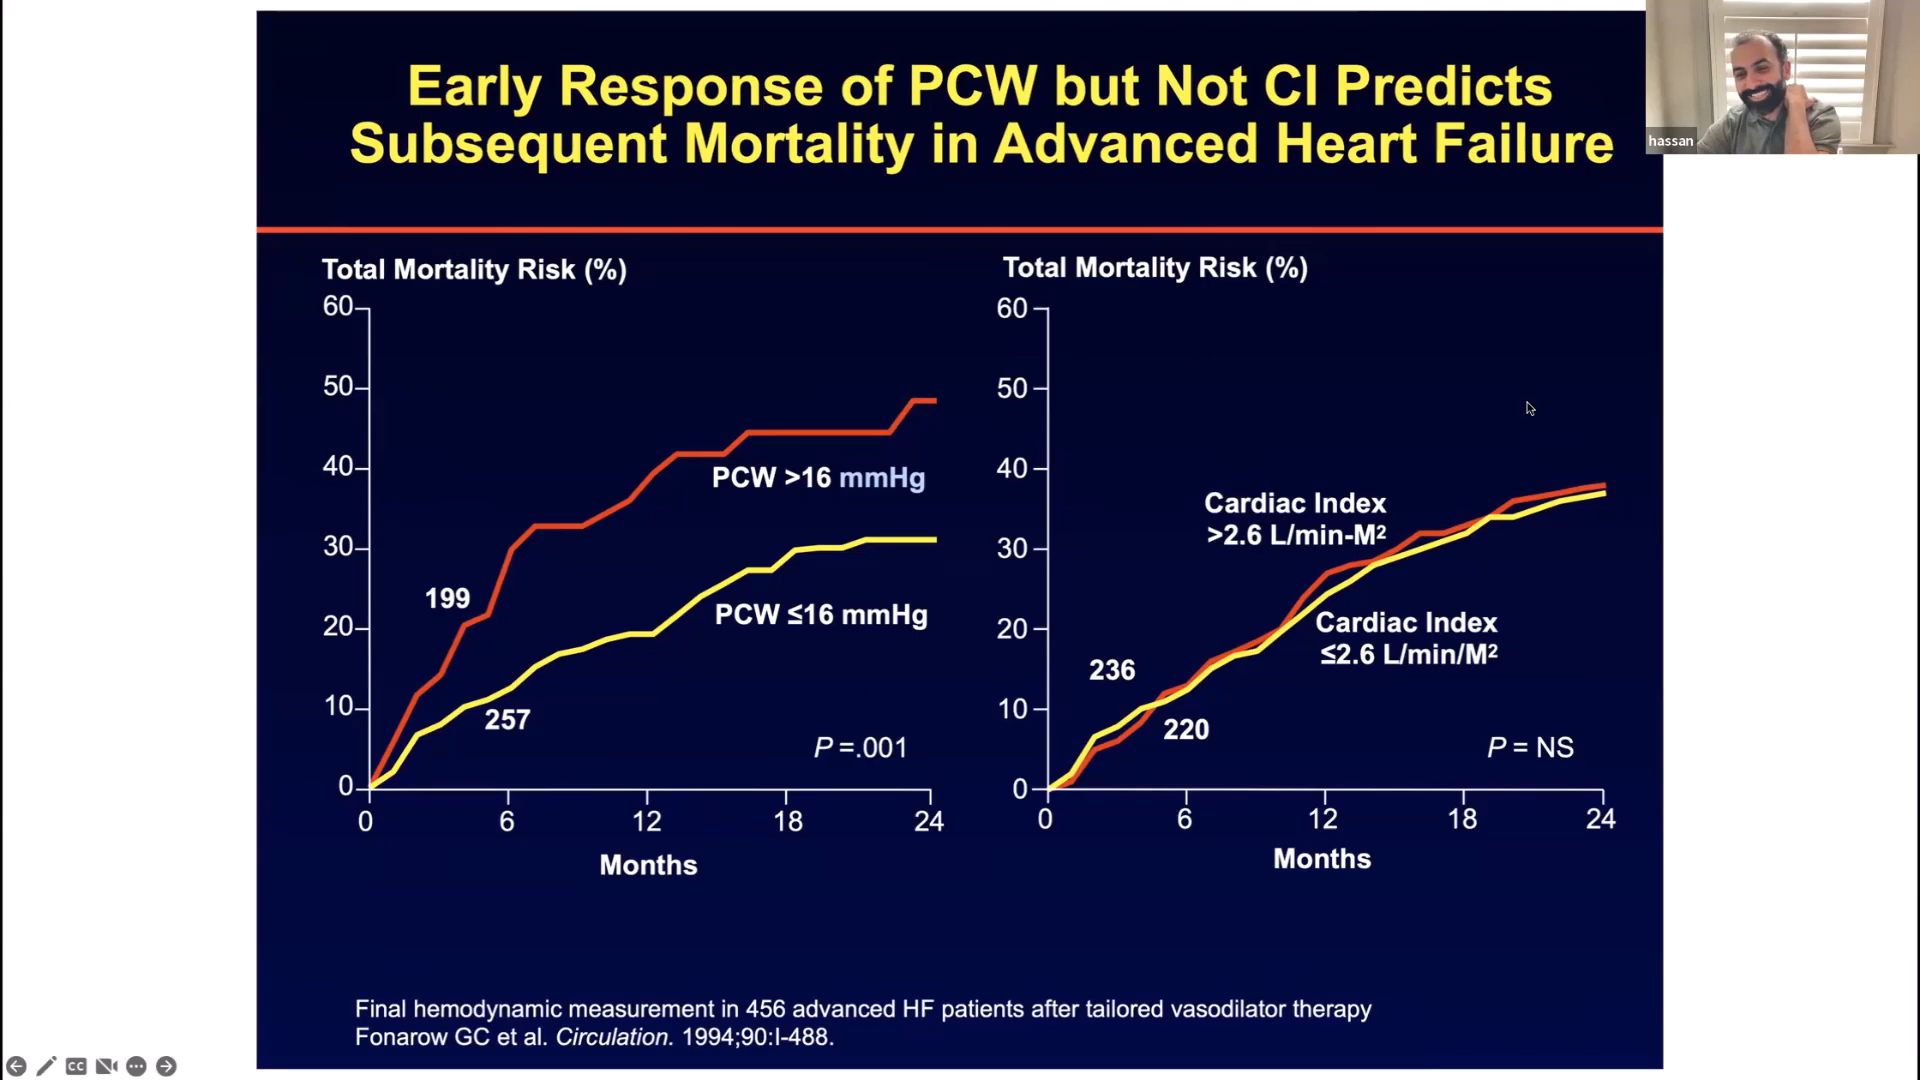 Early Response of PCW but Not CI Predicts
Subsequent Mortality in Advanced Heart Failure
hassan
Total Mortality Risk (%)
60
50
40
30
20
10
0
0 6 12 18 24
Months
199
257
PCW >16 mmHg
PCW ≤16 mmHg
P =.001
Total Mortality Risk (%)
60
50
40
30
20
10
0
0 6 12 18 24
Months
Cardiac Index
>2.6 L/min-M²
Cardiac Index
≤2.6 L/min/M²
236
220
P = NS
Final hemodynamic measurement in 456 advanced HF patients after tailored vasodilator therapy
Fonarow GC et al. Circulation. 1994;90:I-488.
CC